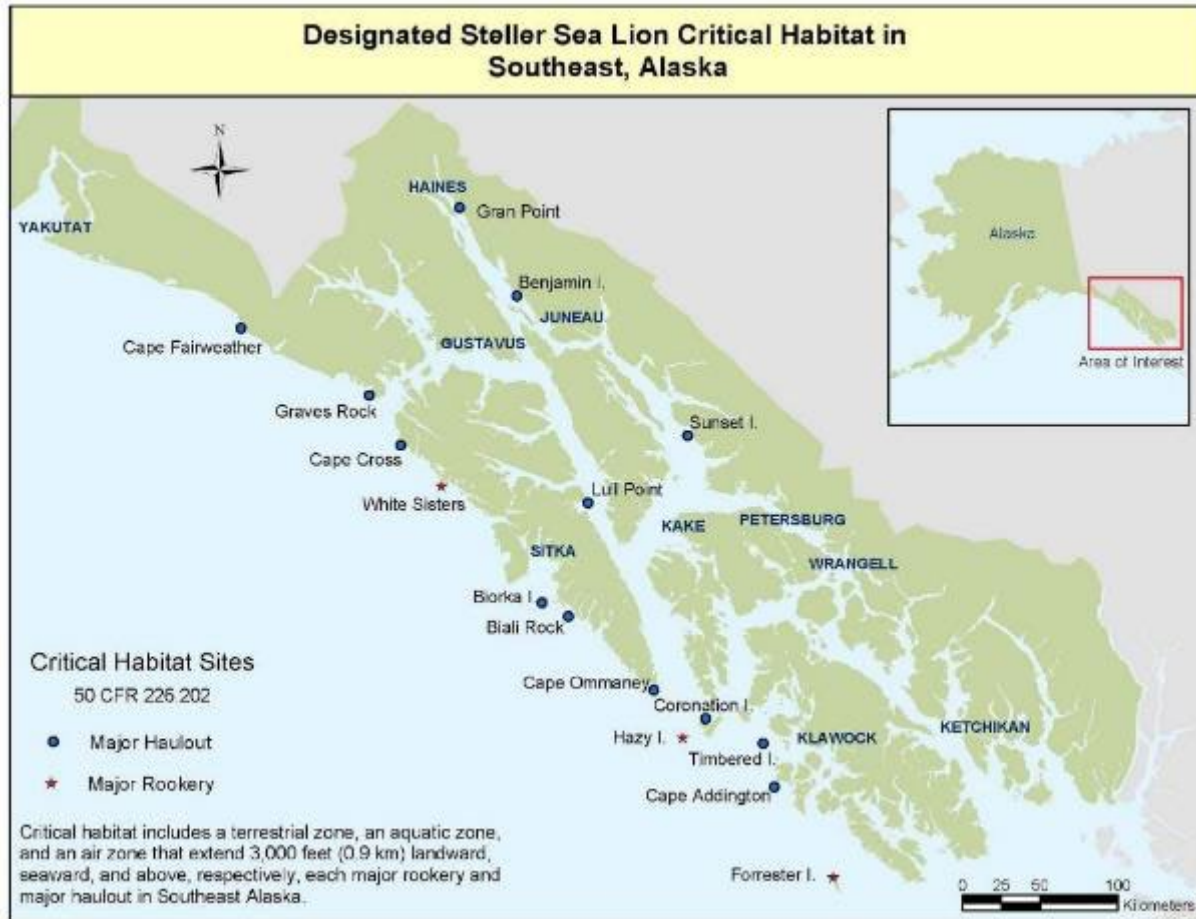 Designated Steller Sea Lion Critical Habitat in
Southeast, Alaska
N
HAINES
Gran Point
YAKUTAT
Alaska
Benjamin I.
JUNEAU
Cape Fairweather
GUSTAVUS
Area of Interest
Graves Rock
Sunset I.
Cape Cross
White Sisters
Lull Point
KAKE
PETERSBURG
SITKA
WRANGELL
Biorka I.
Biali Rock
Critical Habitat Sites
50 CFR 226 202
Cape Ommaney
Coronation I.
Hazy I.
KLAWOCK
KETCHIKAN
Major Haulout
Timbered I.
Major Rookery
Cape Addington
Critical habitat includes a terrestrial zone, an aquatic zone,
and an air zone that extend 3,000 feet (0.9 km) landward,
seaward, and above, respectively, each major rookery and
major haulout in Southeast Alaska.
Forrester I.
0 25 50 100
Kilometers